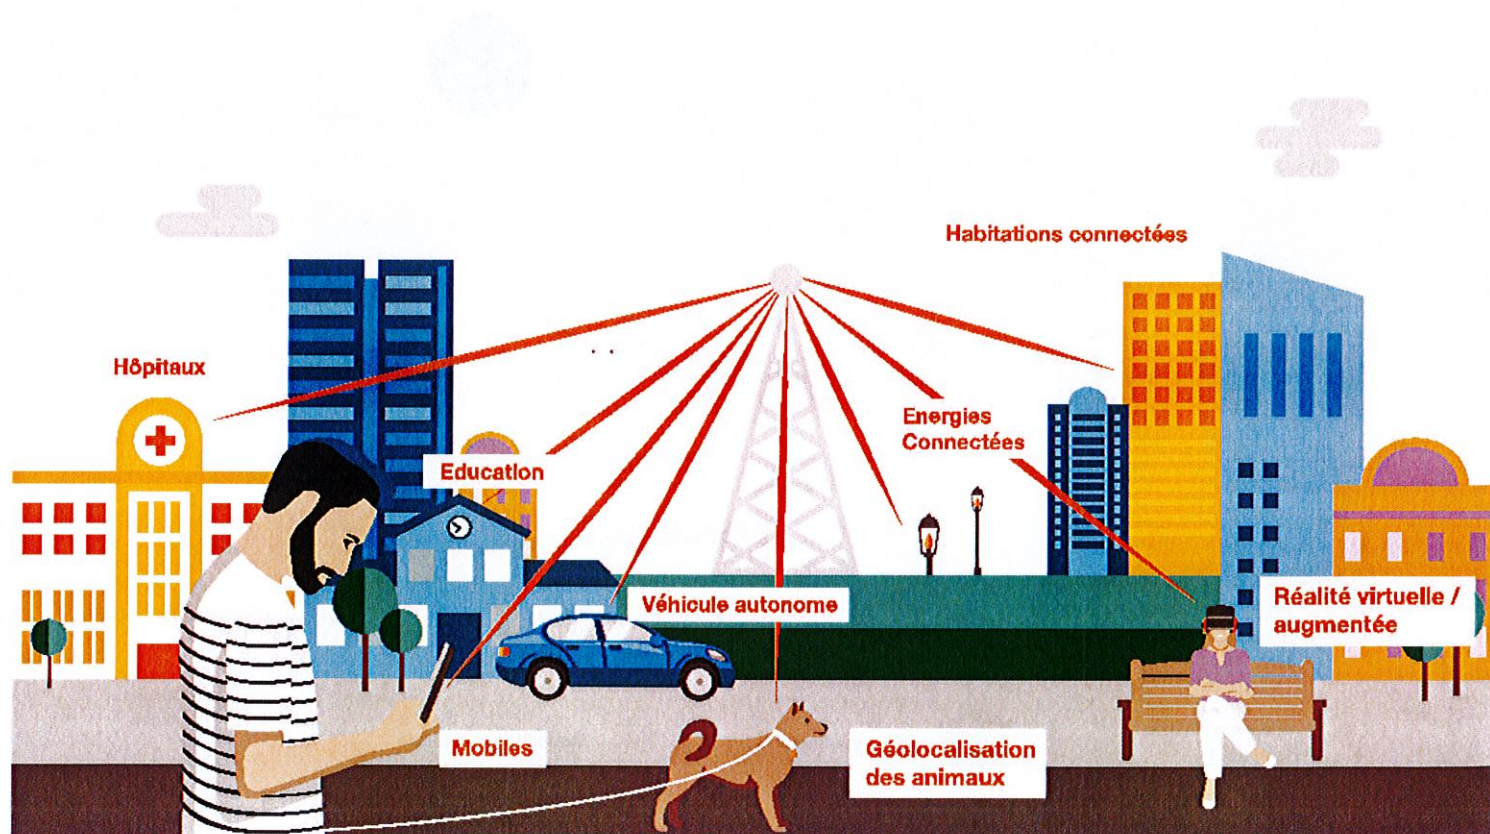 Habitations connectées
Hôpitaux
Energies
Connectées
Education
Véhicule autonome
Réalité virtuelle /
augmentée
Mobiles
Géolocalisation
des animaux